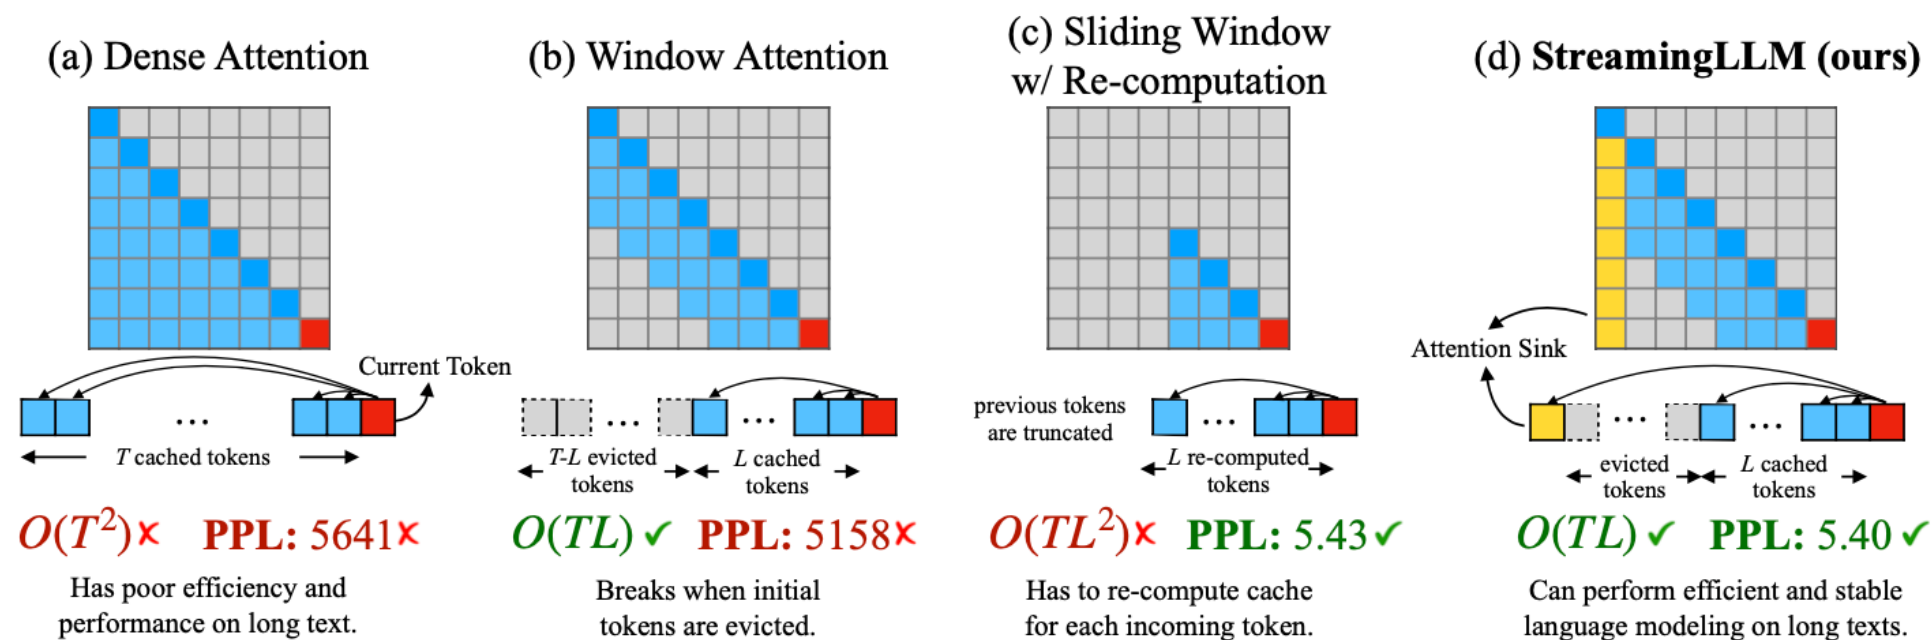 (a) Dense Attention
Current Token
...
T cached tokens
O(T²)✗ PPL: 5641✗
Has poor efficiency and
performance on long text.
(b) Window Attention
... ...
T-L evicted
tokens
L cached
tokens
O(TL)✓ PPL: 5158✗
Breaks when initial
tokens are evicted.
(c) Sliding Window
w/ Re-computation
previous tokens
are truncated
...
L re-computed
tokens
O(TL²)✗ PPL: 5.43✓
Has to re-compute cache
for each incoming token.
(d) StreamingLLM (ours)
Attention Sink
... ...
evicted
tokens
L cached
tokens
O(TL)✓ PPL: 5.40✓
Can perform efficient and stable
language modeling on long texts.